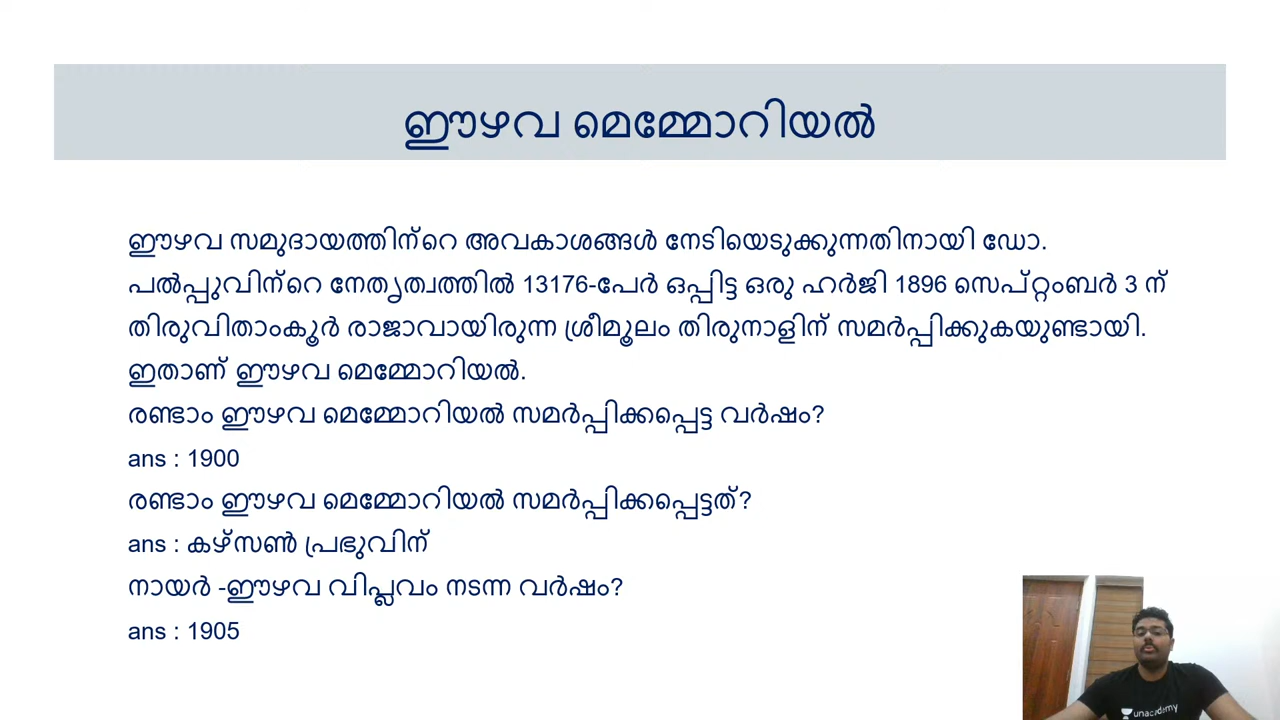 ഈഴവ മെമ്മോറിയൽ
ഈഴവ സമുദായത്തിന്റെ അവകാശങ്ങൾ നേടിയെടുക്കുന്നതിനായി ഡോ.
പൽപ്പുവിന്റെ നേതൃത്വത്തിൽ 13176-പേർ ഒപ്പിട്ട ഒരു ഹർജി 1896 സെപ്റ്റംബർ 3 ന്
തിരുവിതാംകൂർ രാജാവായിരുന്ന ശ്രീമൂലം തിരുനാളിന് സമർപ്പിക്കുകയുണ്ടായി.
ഇതാണ് ഈഴവ മെമ്മോറിയൽ.
രണ്ടാം ഈഴവ മെമ്മോറിയൽ സമർപ്പിക്കപ്പെട്ട വർഷം?
ans : 1900
രണ്ടാം ഈഴവ മെമ്മോറിയൽ സമർപ്പിക്കപ്പെട്ടത്?
ans : കഴ്സൺ പ്രഭുവിന്
നായർ -ഈഴവ വിപ്ലവം നടന്ന വർഷം?
ans : 1905
unacademy